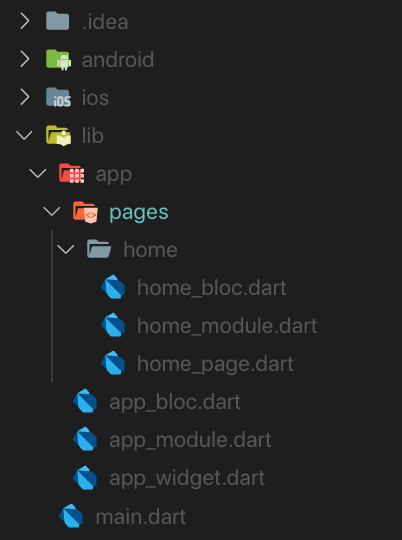 .idea
android
ios
lib
app
pages
home
home_bloc.dart
home_module.dart
home_page.dart
app_bloc.dart
app_module.dart
app_widget.dart
main.dart